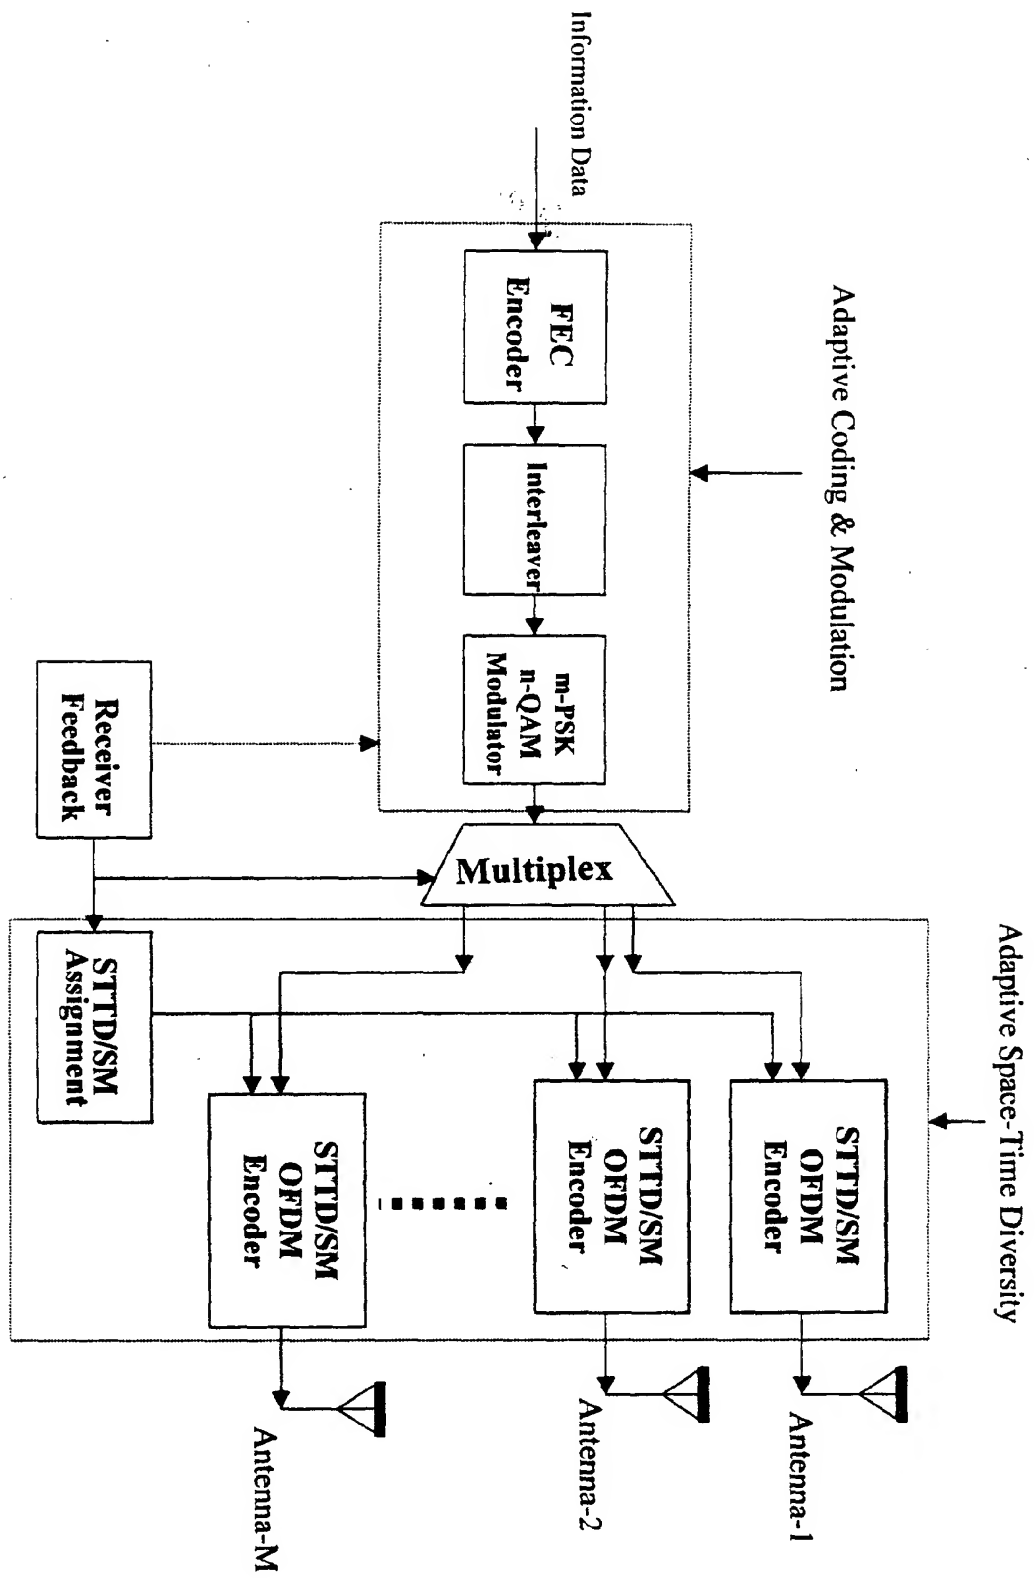 Adaptive Coding & Modulation
Adaptive Space-Time Diversity
Information Data
FEC
Encoder
Interleaver
m-PSK
n-QAM
Modulator
Multiplex
STTD/SM
OFDM
Encoder
Antenna-1
STTD/SM
OFDM
Encoder
Antenna-2
STTD/SM
OFDM
Encoder
Antenna-M
Receiver
Feedback
STTD/SM
Assignment